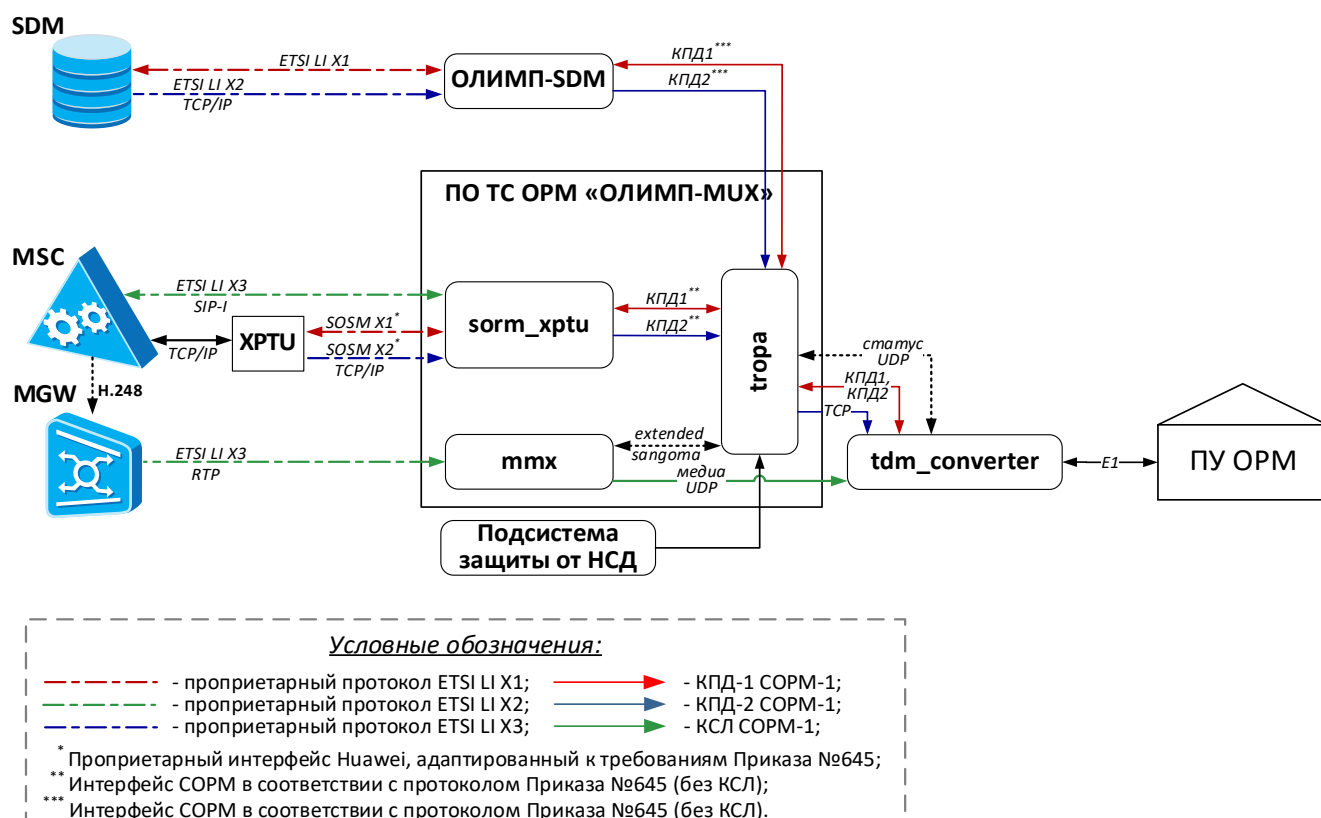 SDM
ETSI LI X1
ETSI LI X2
TCP/IP
ОЛИМП-SDM
КПД1***
КПД2***
ПО ТС ОРМ «ОЛИМП-MUX»
MSC
ETSI LI X3
SIP-I
TCP/IP
XPTU
SOSM X1*
SOSM X2*
TCP/IP
sorm_xptu
КПД1**
КПД2**
tropa
статус
UDP
КПД1,
КПД2
TCP
H.248
MGW
ETSI LI X3
RTP
mmx
extended
sangoma
медиа
UDP
tdm_converter
E1
ПУ ОРМ
Подсистема
защиты от НСД
Условные обозначения:
- проприетарный протокол ETSI LI X1;
- КПД-1 СОРМ-1;
- проприетарный протокол ETSI LI X2;
- КПД-2 СОРМ-1;
- проприетарный протокол ETSI LI X3;
- КСЛ СОРМ-1;
* Проприетарный интерфейс Huawei, адаптированный к требованиям Приказа №645;
** Интерфейс СОРМ в соответствии с протоколом Приказа №645 (без КСЛ);
*** Интерфейс СОРМ в соответствии с протоколом Приказа №645 (без КСЛ).